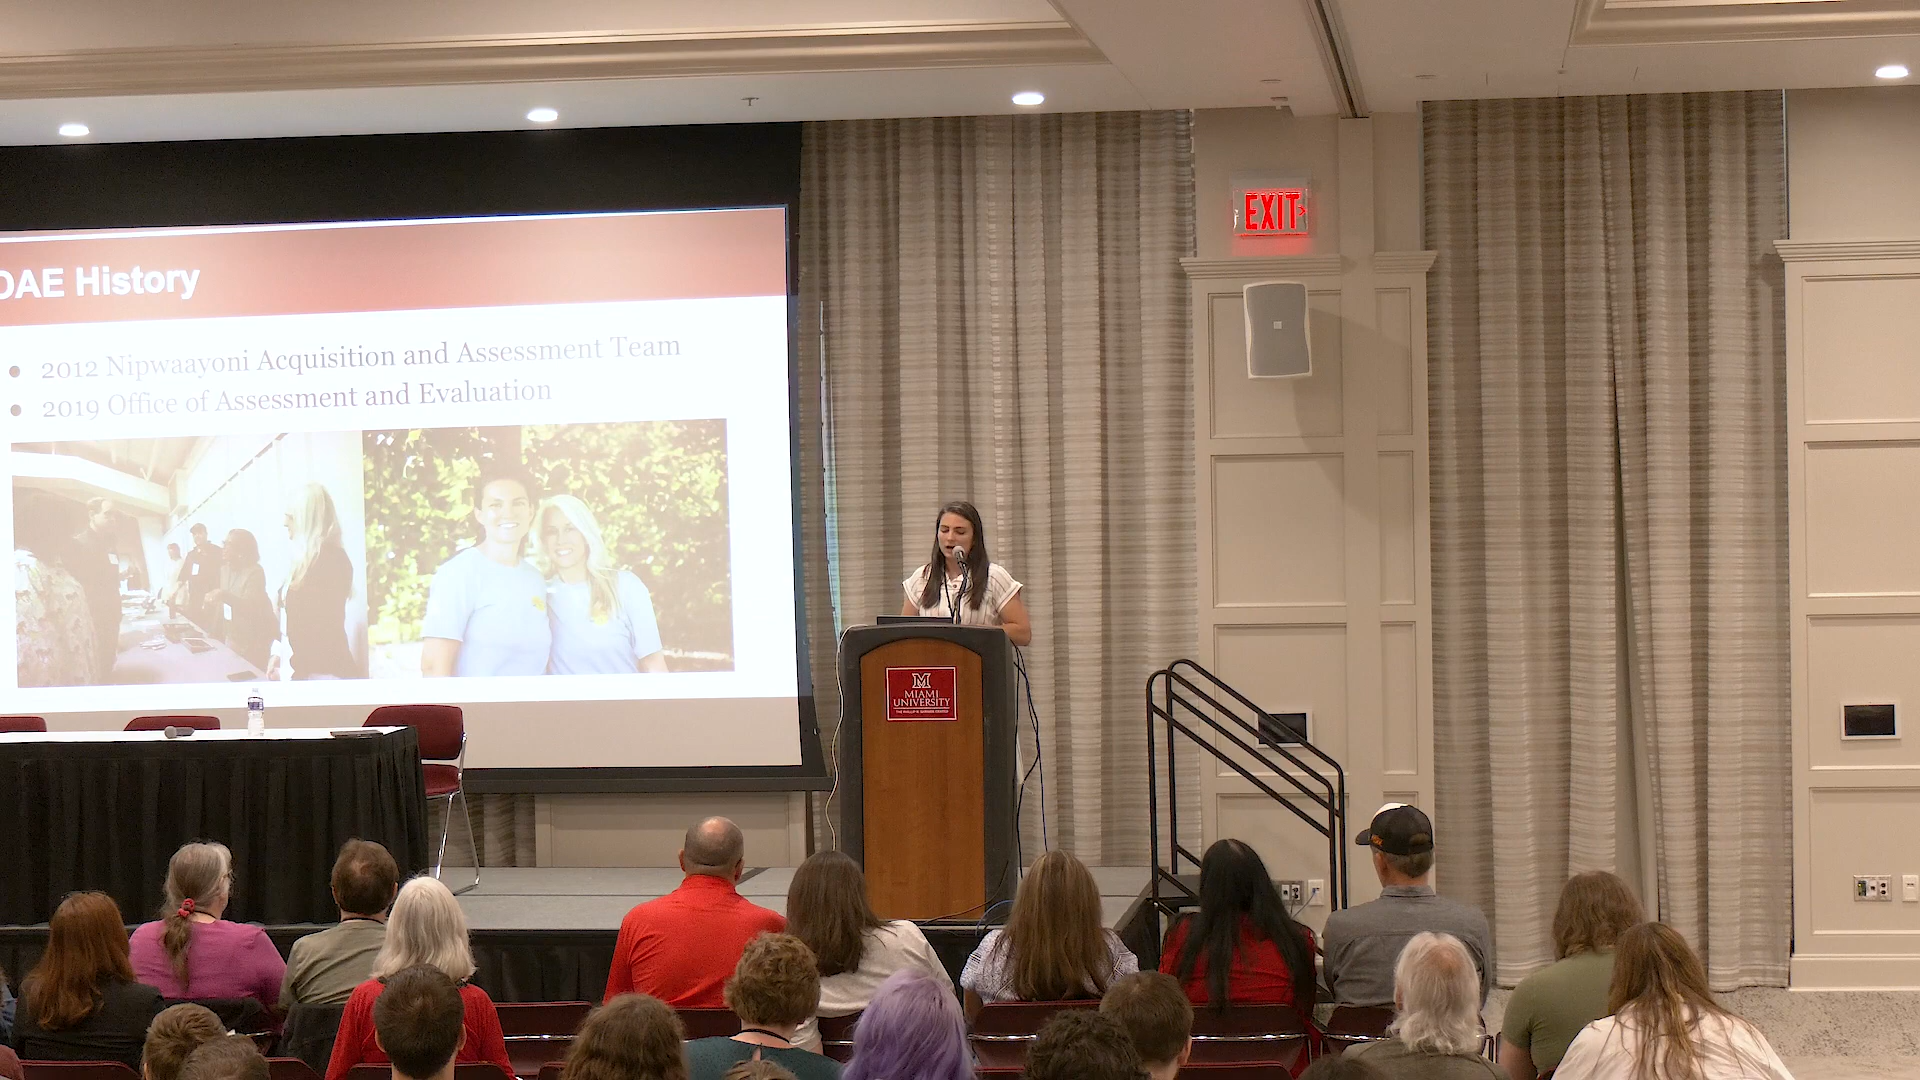 OAE History
EXIT
2012 Nipwaayoni Acquisition and Assessment Team
2019 Office of Assessment and Evaluation
M
MIAMI
UNIVERSITY